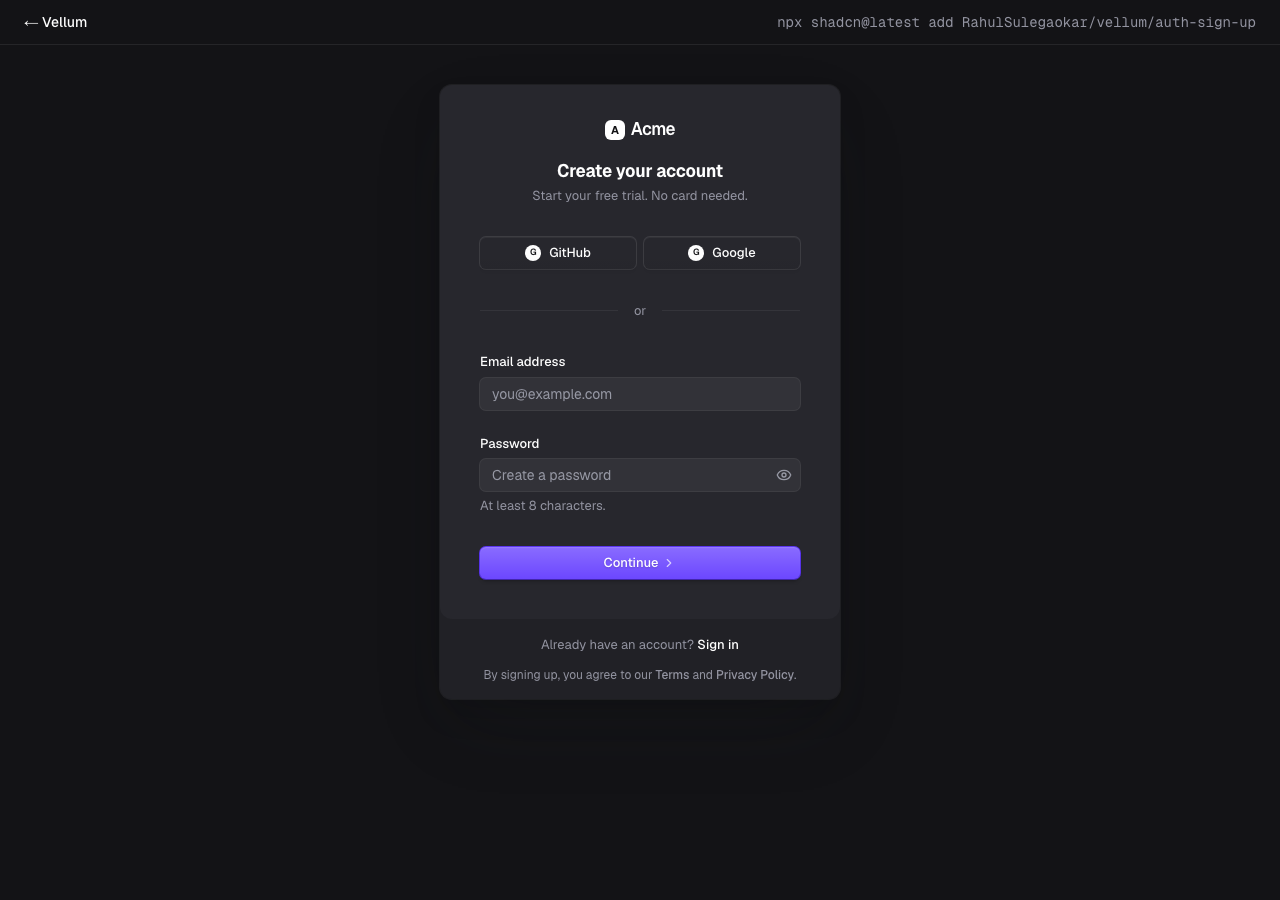 ← Vellum
npx shadcn@latest add RahulSulegaokar/vellum/auth-sign-up
A Acme
Create your account
Start your free trial. No card needed.
G GitHub
G Google
or
Email address
you@example.com
Password
Create a password
At least 8 characters.
Continue
Already have an account? Sign in
By signing up, you agree to our Terms and Privacy Policy.